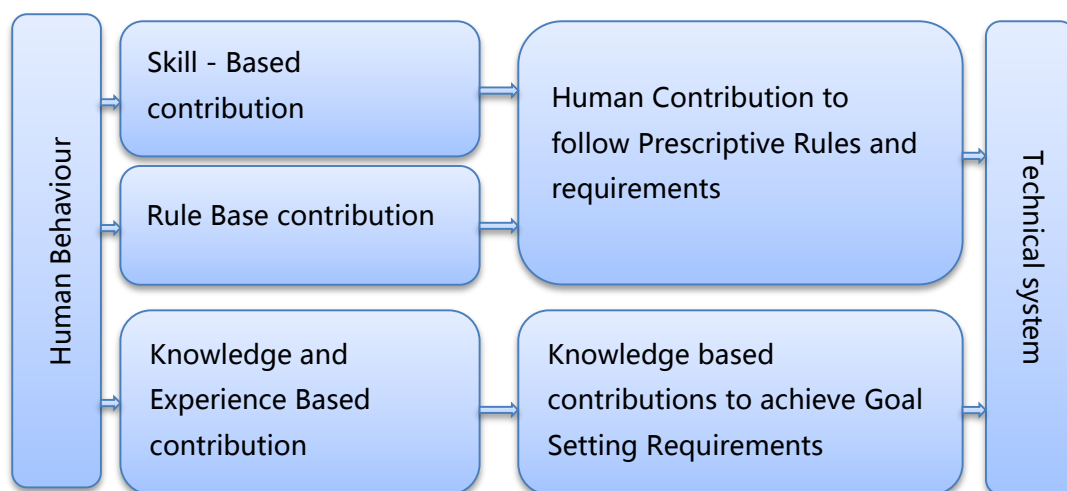 Human Behaviour
Skill - Based
contribution
Rule Base contribution
Knowledge and
Experience Based
contribution
Human Contribution to
follow Prescriptive Rules and
requirements
Knowledge based
contributions to achieve Goal
Setting Requirements
Technical system